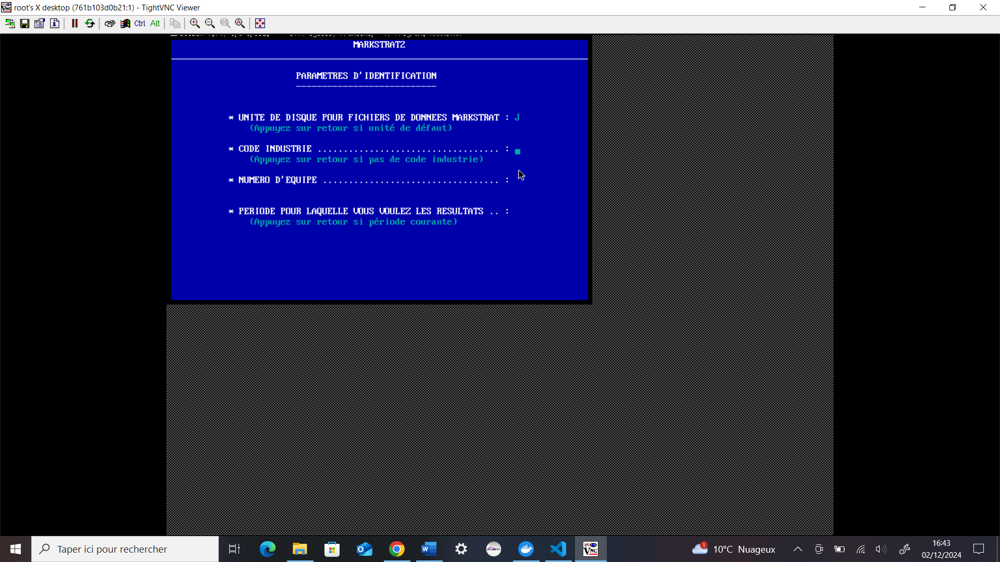 root's X desktop (761b103d0b21:1) - TightVNC Viewer
Ctrl Alt
MARKSTRAT2
PARAMETRES D'IDENTIFICATION
---------------------------
* UNITE DE DISQUE POUR FICHIERS DE DONNEES MARKSTRAT : J
(Appuyez sur retour si unité de défaut)
* CODE INDUSTRIE ................................... :
(Appuyez sur retour si pas de code industrie)
* NUMERO D'EQUIPE .................................. :
* PERIODE POUR LAQUELLE VOUS VOULEZ LES RESULTATS .. :
(Appuyez sur retour si période courante)
Taper ici pour rechercher
1
10°C Nuageux
16:43
02/12/2024